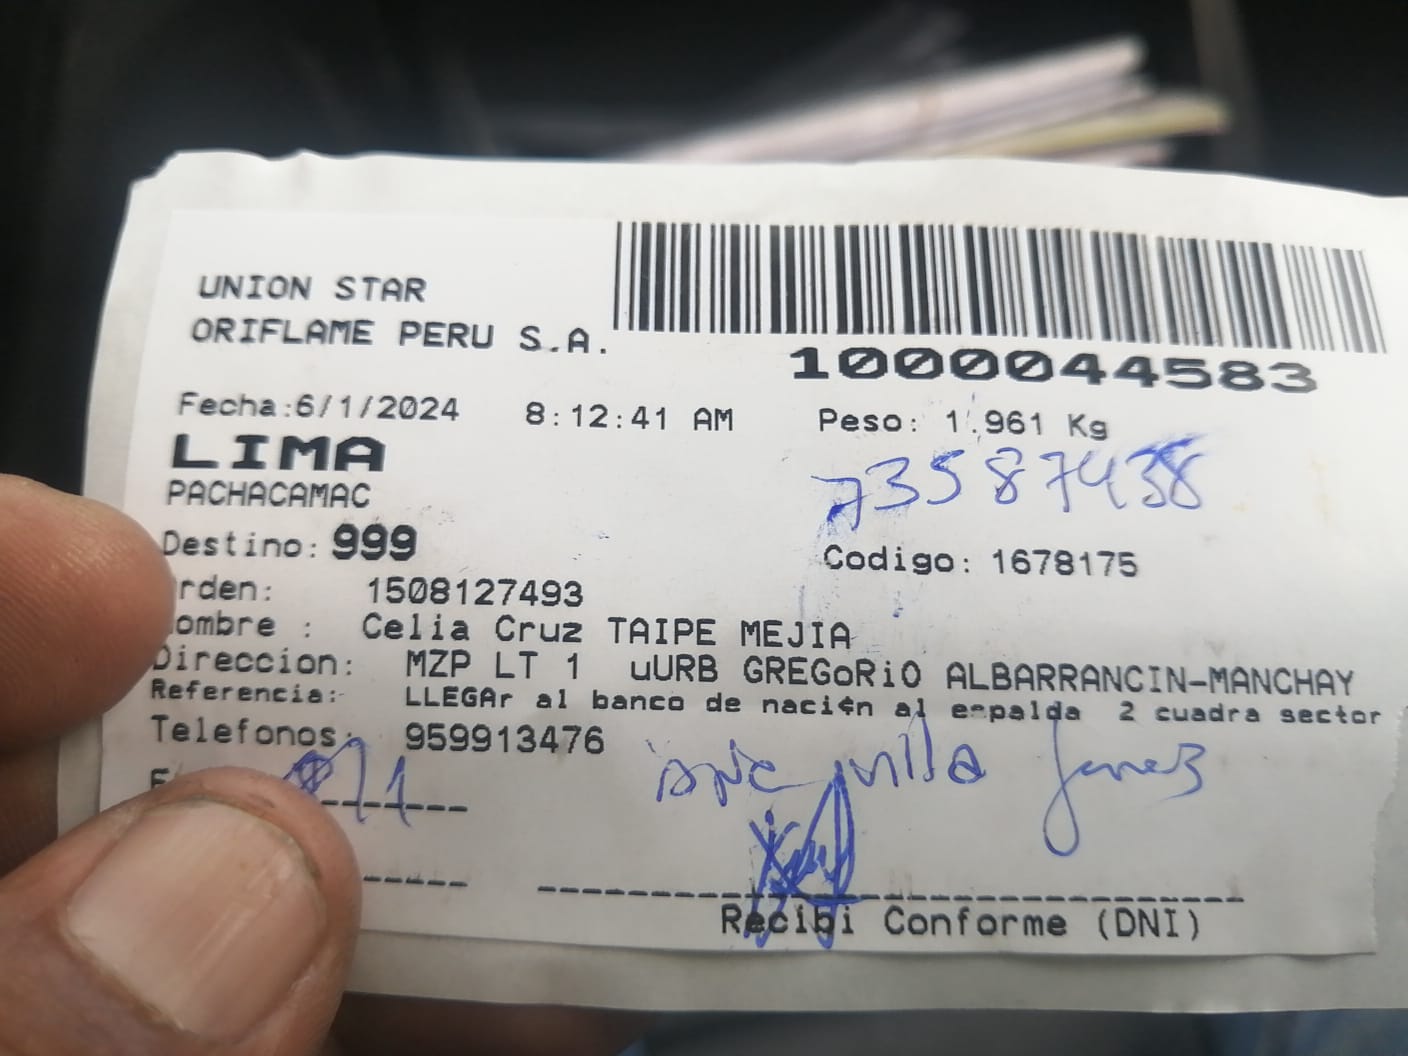 UNION STAR
ORIFLAME PERU S.A.
1000044583
Fecha:6/1/2024 8:12:41 AM Peso: 1.961 Kg
LIMA
73587438
PACHACAMAC
Destino: 999
Codigo: 1678175
rden: 1508127493
ombre : Celia Cruz TAIPE MEJIA
Direccion: MZP LT 1 uURB GREGoRiO ALBARRANCIN-MANCHAY
Referencia: LLEGAr al banco de naci¢n al espalda 2 cuadra sector
Telefonos: 959913476
villa
Recibi Conforme (DNI)